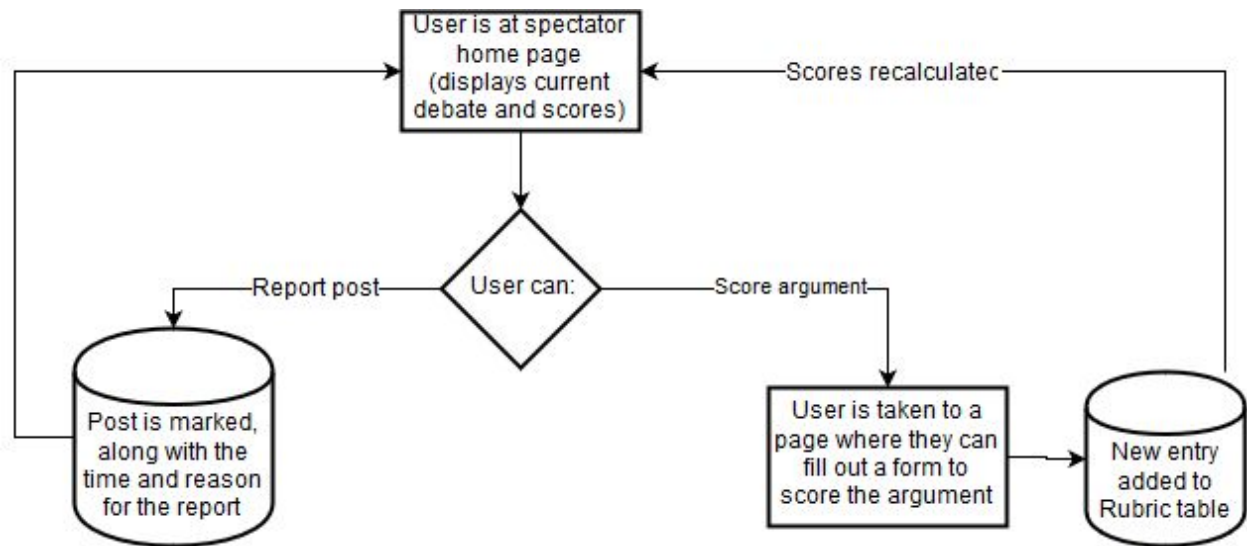 User is at spectator
home page
(displays current
debate and scores)
Scores recalculated
User can:
Report post
Score argument
Post is marked,
along with the
time and reason
for the report
User is taken to a
page where they can
fill out a form to
score the argument
New entry
added to
Rubric table